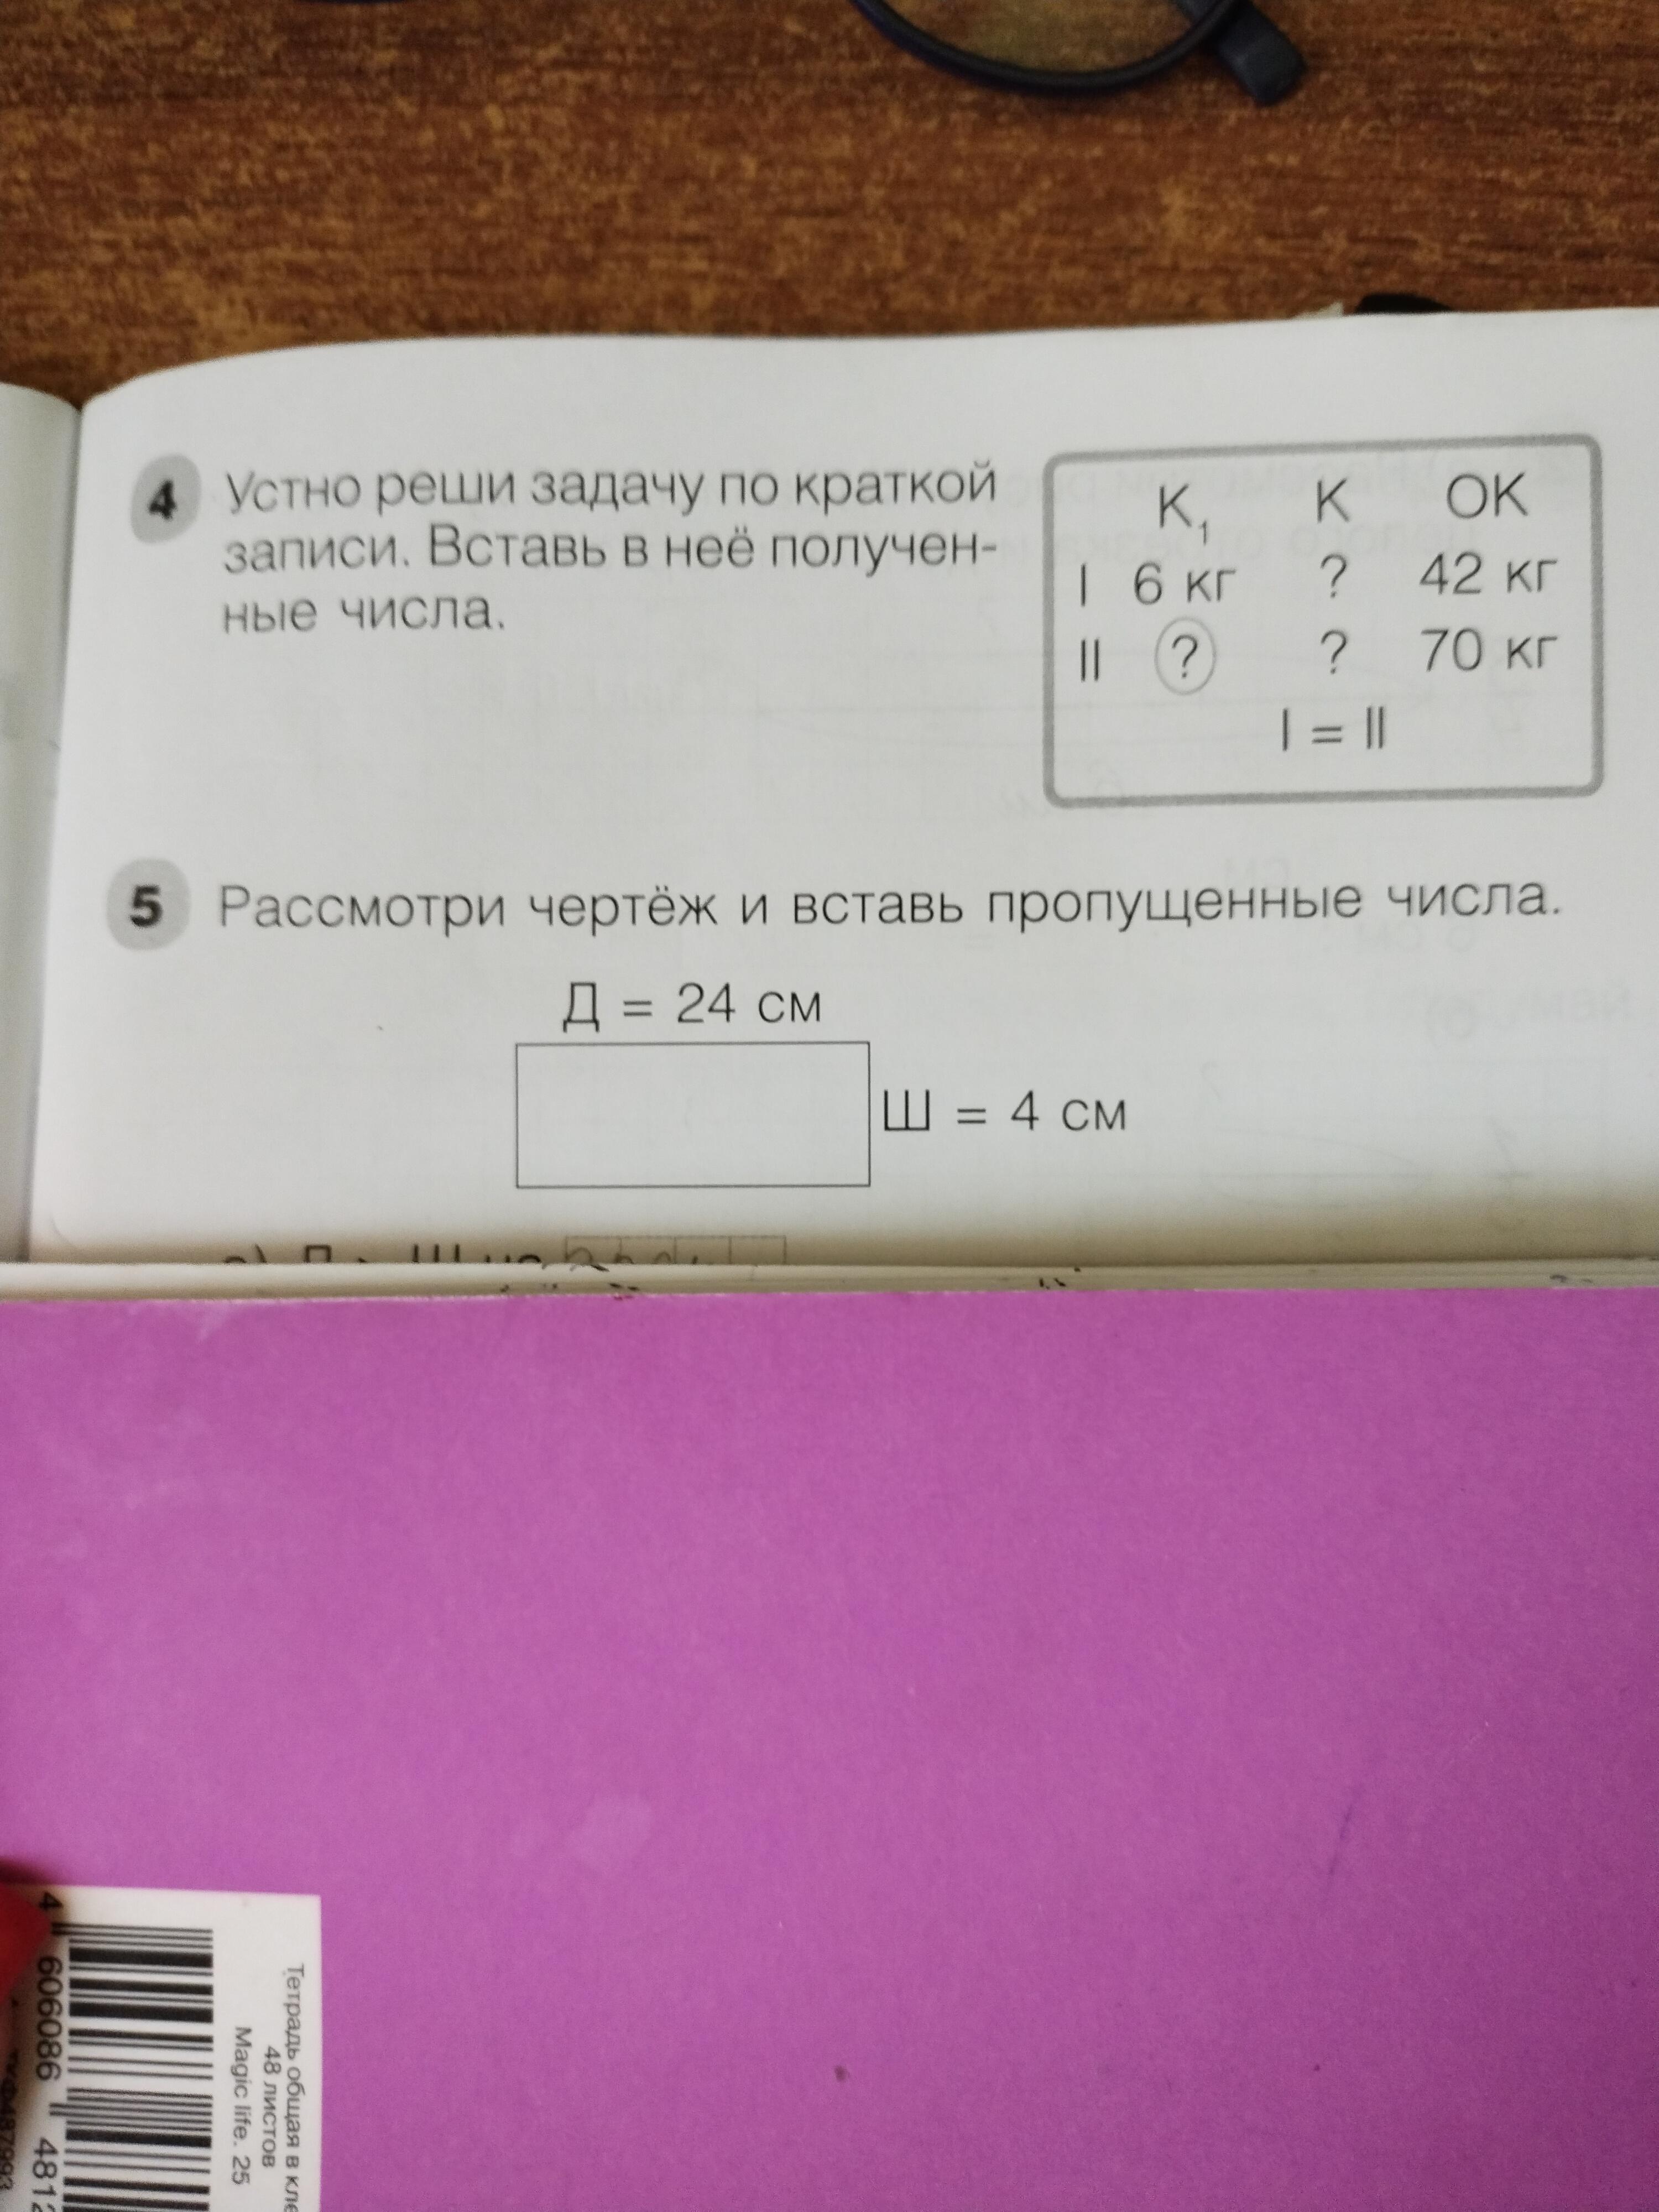 4 Устно реши задачу по краткой
записи. Вставь в неё получен-
ные числа.
К₁ К ОК
I 6 кг ? 42 кг
II ? ? 70 кг
I = II
5 Рассмотри чертёж и вставь пропущенные числа.
Д = 24 см
Ш = 4 см
Тетрадь общая в кле
48 листов
Magic life. 25
4 606086 481